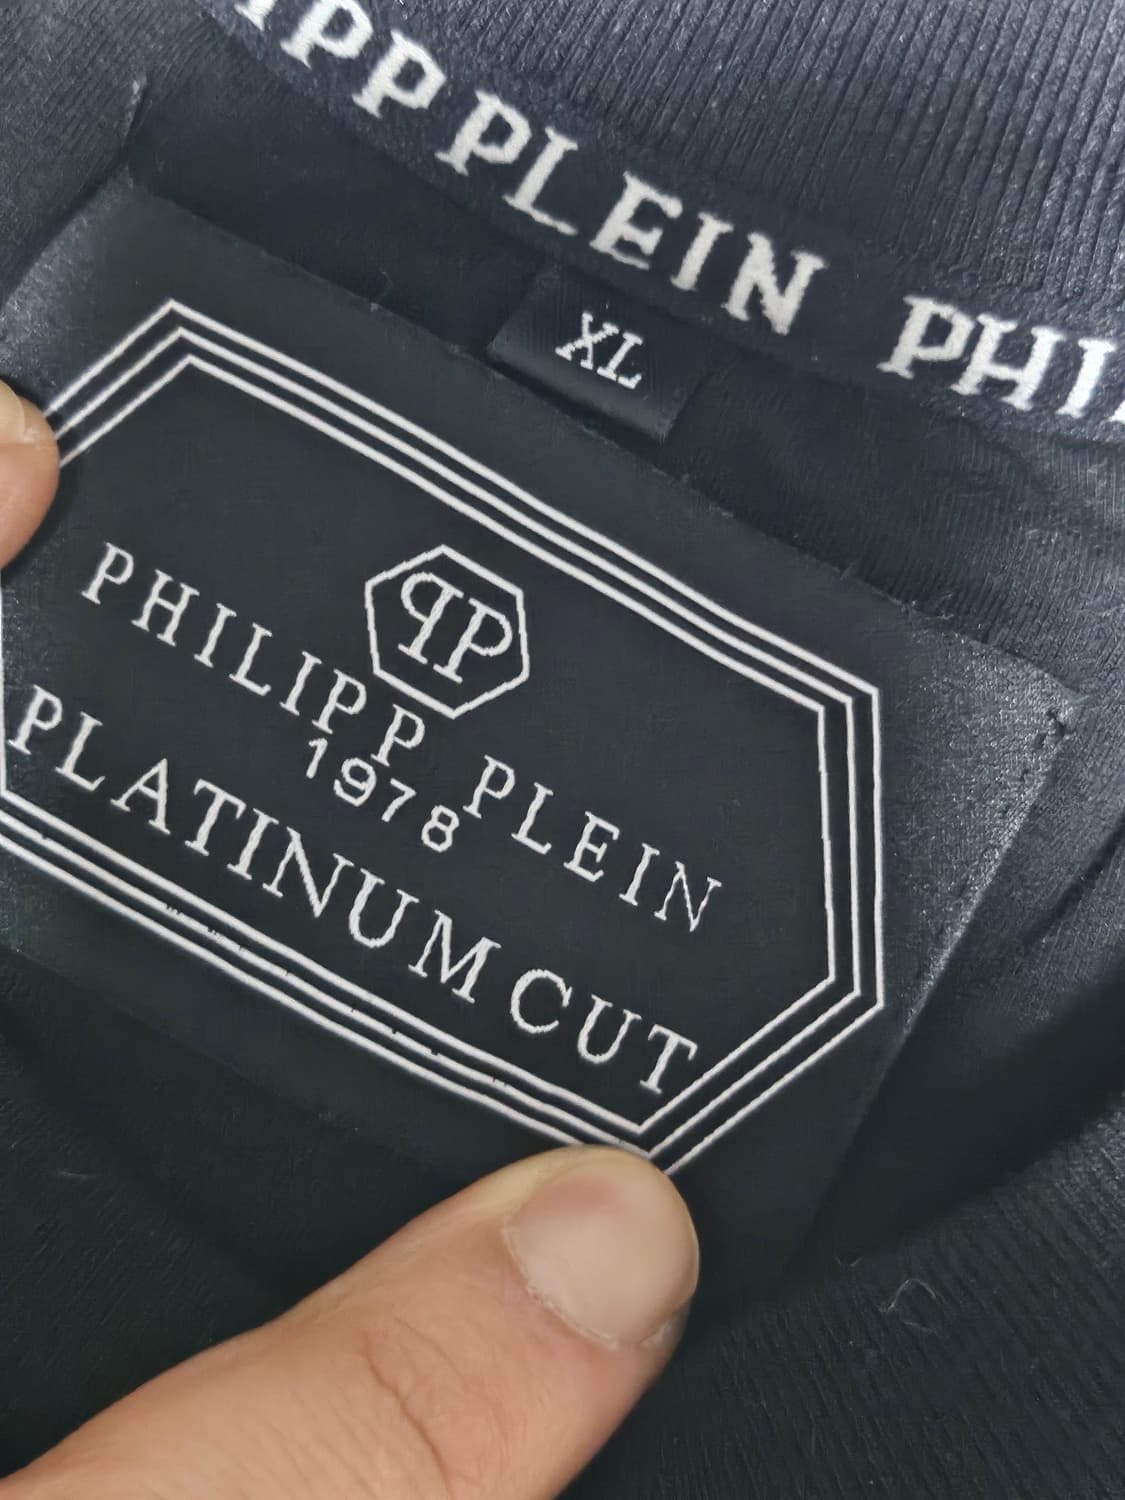 IPP PLEIN PHI
XL
PP
PHILIPP PLEIN
1978
PLATINUM CUT